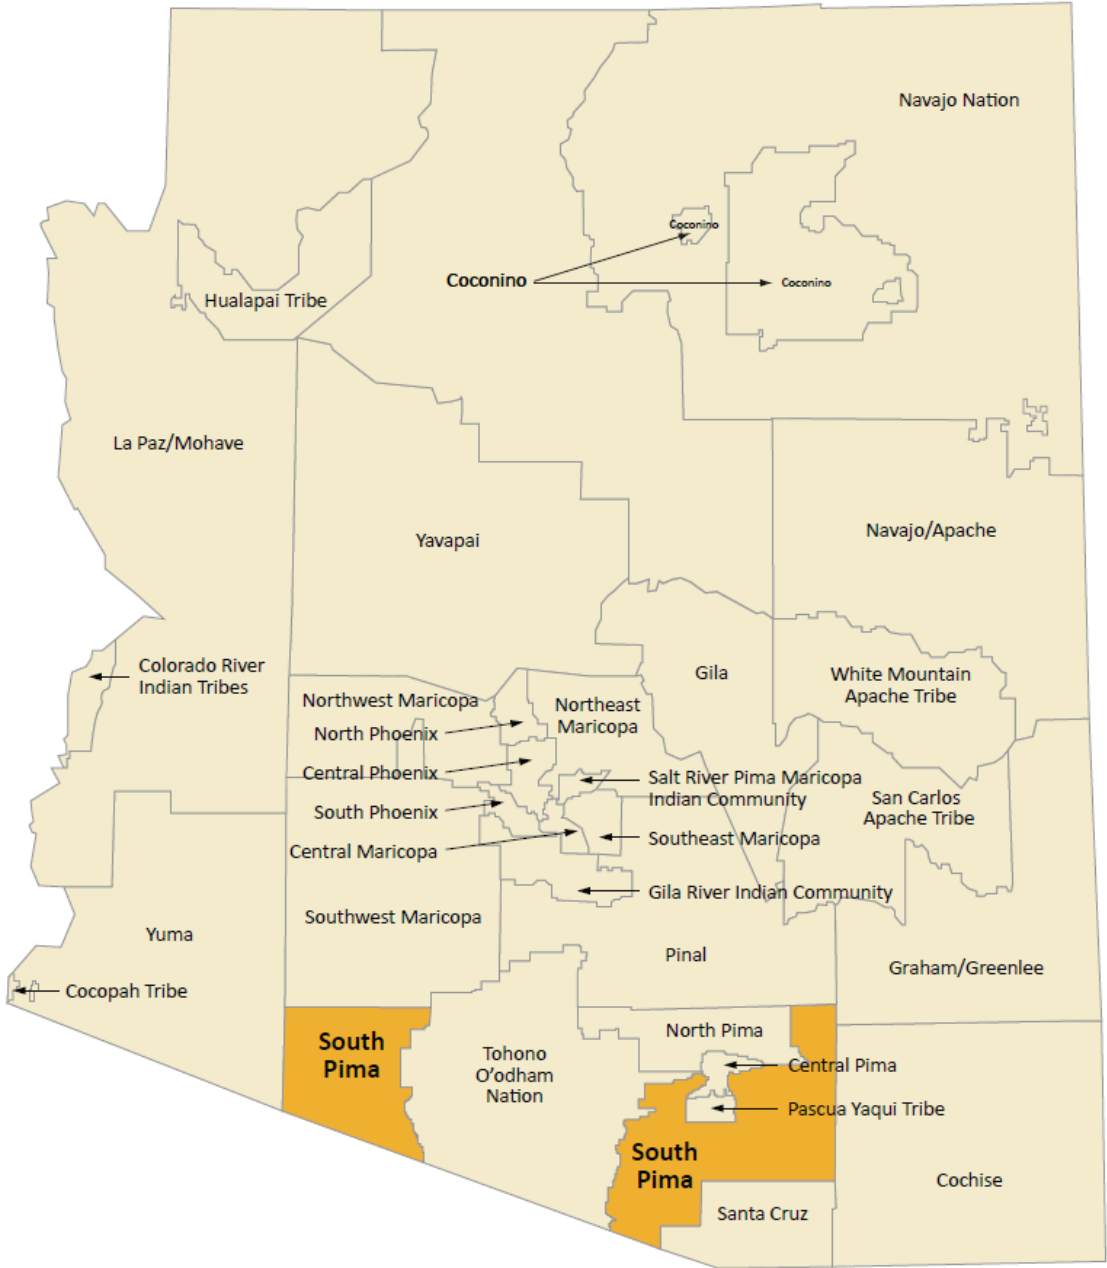 Navajo Nation
Coconino
Coconino
Coconino
Hualapai Tribe
La Paz/Mohave
Yavapai
Navajo/Apache
Colorado River
Indian Tribes
Gila
White Mountain
Apache Tribe
Northwest Maricopa
Northeast
Maricopa
North Phoenix
Central Phoenix
Salt River Pima Maricopa
Indian Community
San Carlos
Apache Tribe
South Phoenix
Southeast Maricopa
Central Maricopa
Gila River Indian Community
Southwest Maricopa
Yuma
Pinal
Graham/Greenlee
Cocopah Tribe
South
Pima
North Pima
Tohono
O'odham
Nation
Central Pima
Pascua Yaqui Tribe
South
Pima
Cochise
Santa Cruz